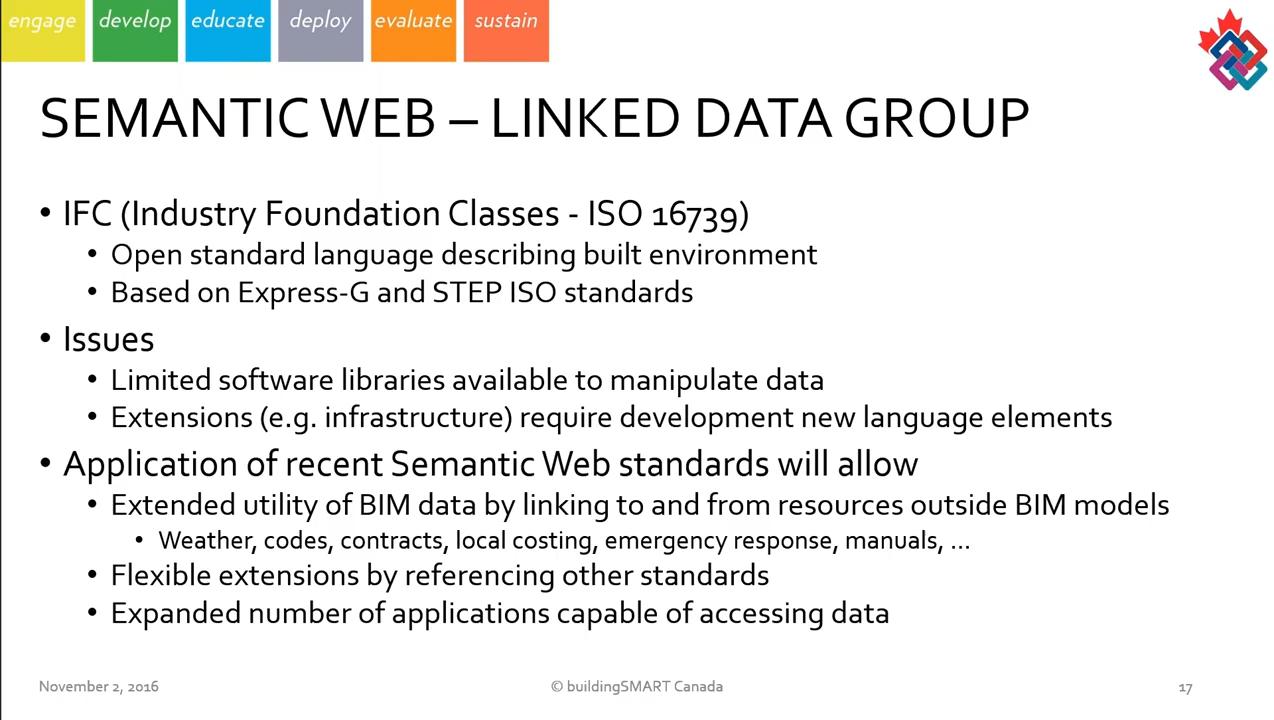 engage develop educate deploy evaluate sustain
SEMANTIC WEB – LINKED DATA GROUP
• IFC (Industry Foundation Classes - ISO 16739)
• Open standard language describing built environment
• Based on Express-G and STEP ISO standards
• Issues
• Limited software libraries available to manipulate data
• Extensions (e.g. infrastructure) require development new language elements
• Application of recent Semantic Web standards will allow
• Extended utility of BIM data by linking to and from resources outside BIM models
• Weather, codes, contracts, local costing, emergency response, manuals, ...
• Flexible extensions by referencing other standards
• Expanded number of applications capable of accessing data
November 2, 2016 © buildingSMART Canada 17